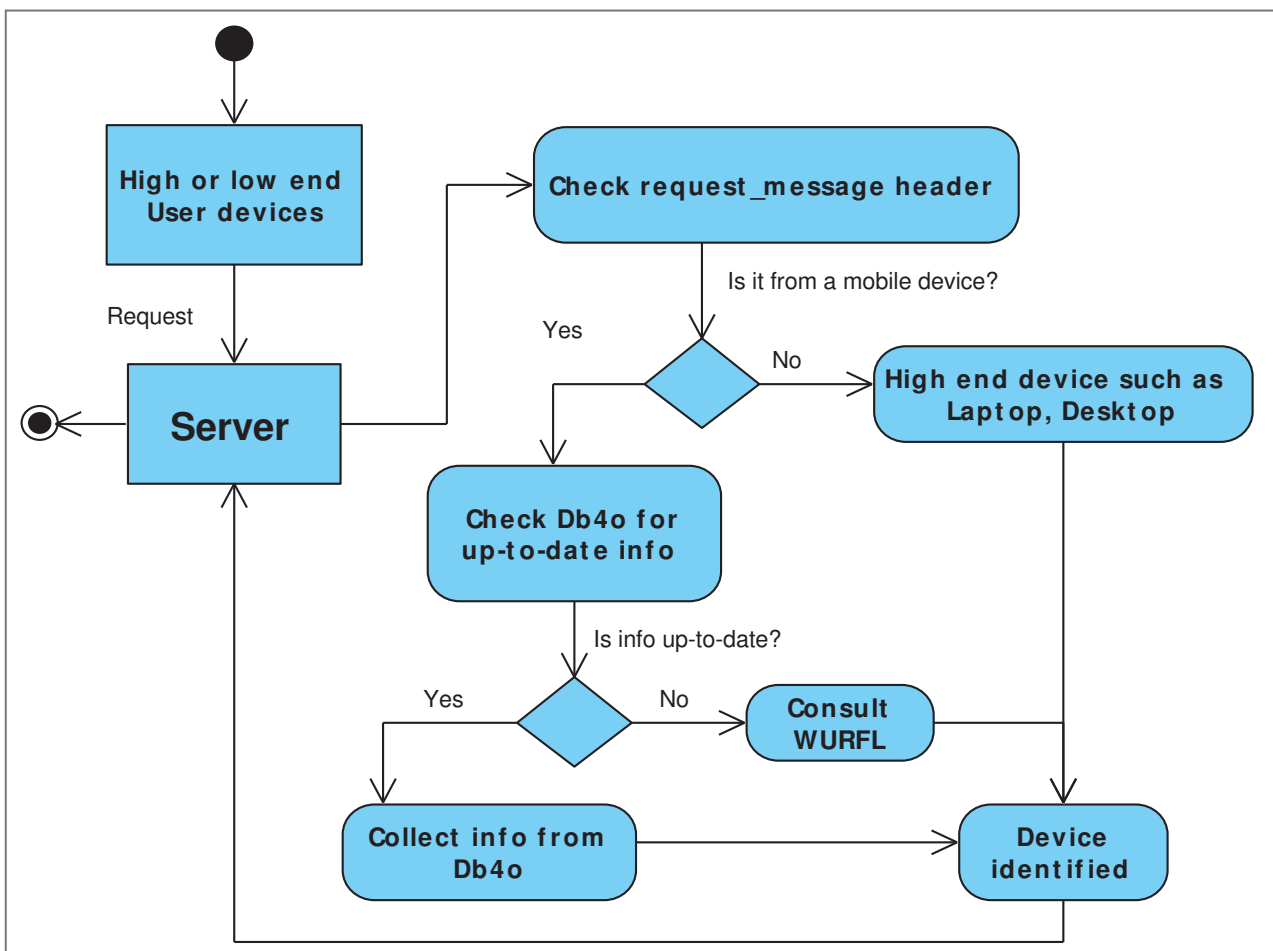 High or low end
User devices
Request
Server
Check request_message header
Is it from a mobile device?
Yes
No
High end device such as
Laptop, Desktop
Check Db4o for
up-to-date info
Is info up-to-date?
Yes
No
Consult
WURFL
Collect info from
Db4o
Device
identified